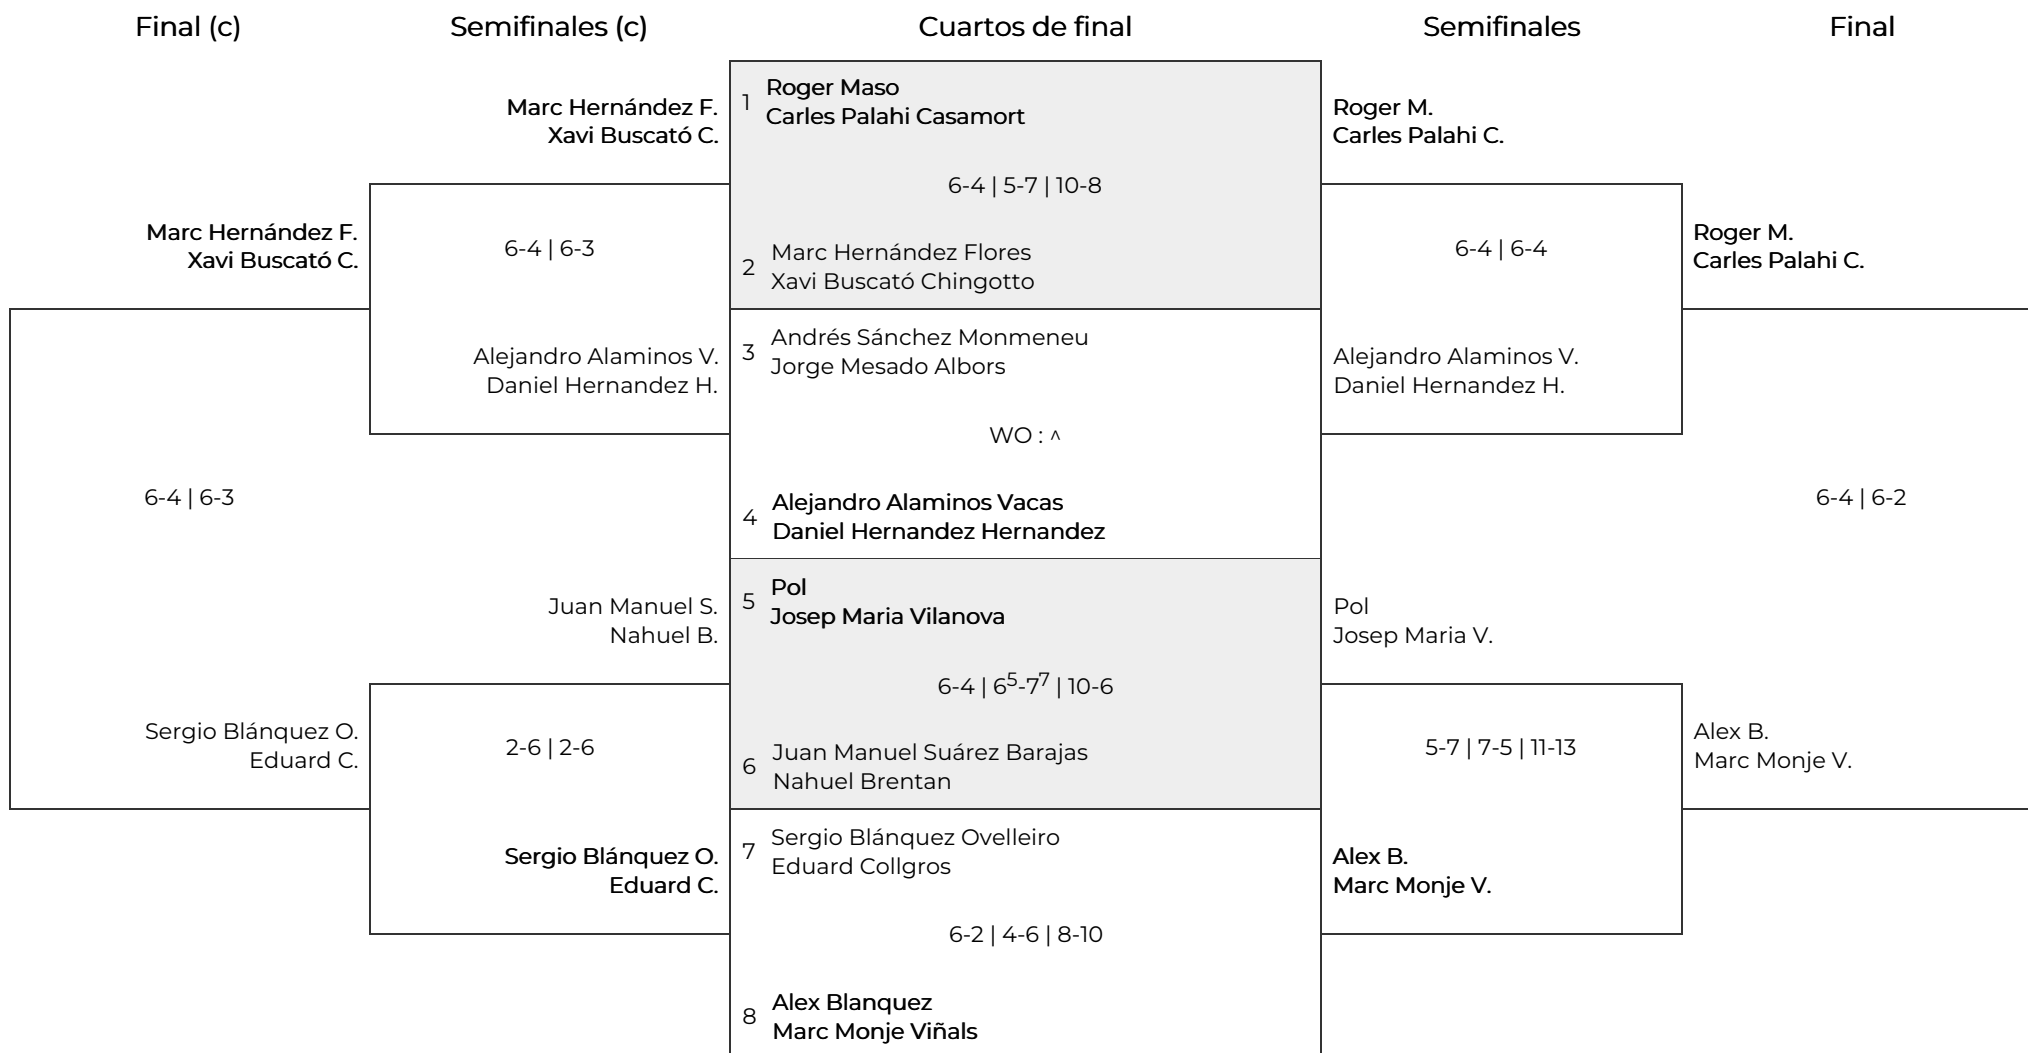 Final (c)
Semifinales (c)
Cuartos de final
Semifinales
Final
Marc Hernández F.
Xavi Buscató C.
Sergio Blánquez O.
Eduard C.
6-4 | 6-3
Marc Hernández F.
Xavi Buscató C.
6-4 | 6-3
Alejandro Alaminos V.
Daniel Hernandez H.
Juan Manuel S.
Nahuel B.
2-6 | 2-6
Sergio Blánquez O.
Eduard C.
1
Roger Maso
Carles Palahi Casamort
6-4 | 5-7 | 10-8
2
Marc Hernández Flores
Xavi Buscató Chingotto
3
Andrés Sánchez Monmeneu
Jorge Mesado Albors
WO : ^
4
Alejandro Alaminos Vacas
Daniel Hernandez Hernandez
5
Pol
Josep Maria Vilanova
6-4 | 6⁵-7⁷ | 10-6
6
Juan Manuel Suárez Barajas
Nahuel Brentan
7
Sergio Blánquez Ovelleiro
Eduard Collgros
6-2 | 4-6 | 8-10
8
Alex Blanquez
Marc Monje Viñals
Roger M.
Carles Palahi C.
6-4 | 6-4
Alejandro Alaminos V.
Daniel Hernandez H.
Pol
Josep Maria V.
5-7 | 7-5 | 11-13
Alex B.
Marc Monje V.
Roger M.
Carles Palahi C.
6-4 | 6-2
Alex B.
Marc Monje V.